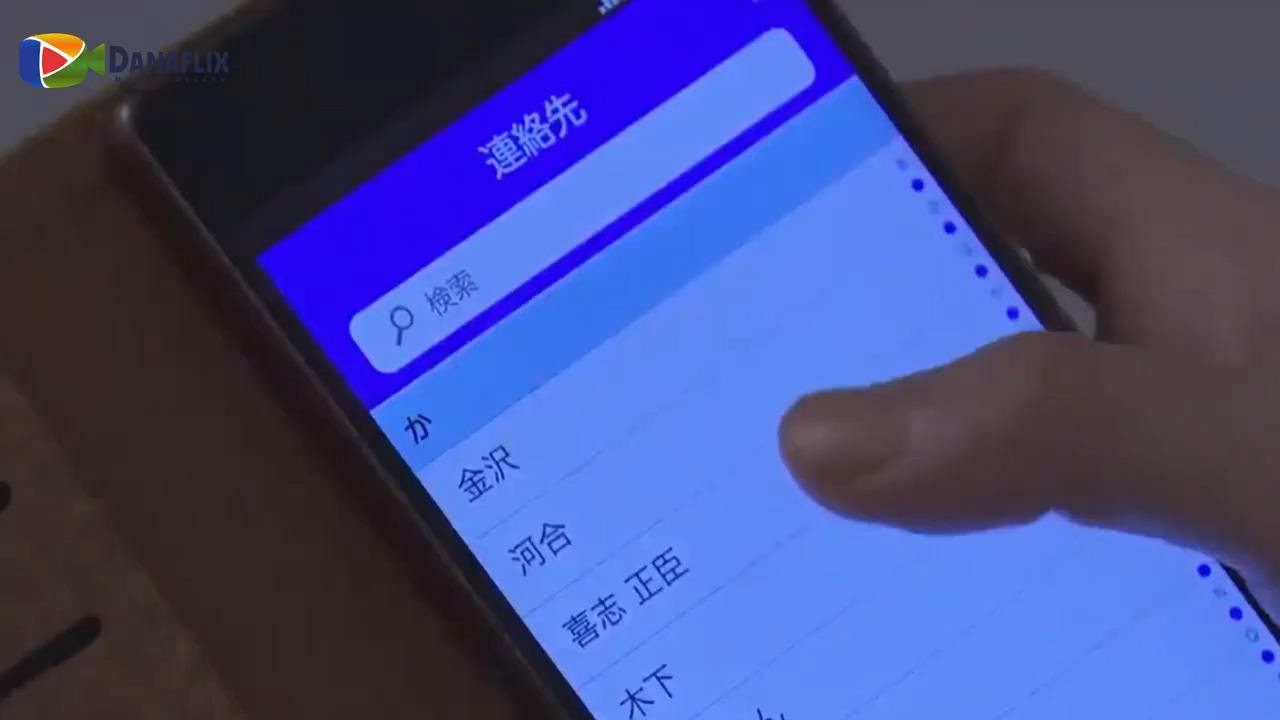 DANAFLIX
連絡先
検索
か
金沢
河合
喜志 正臣
木下